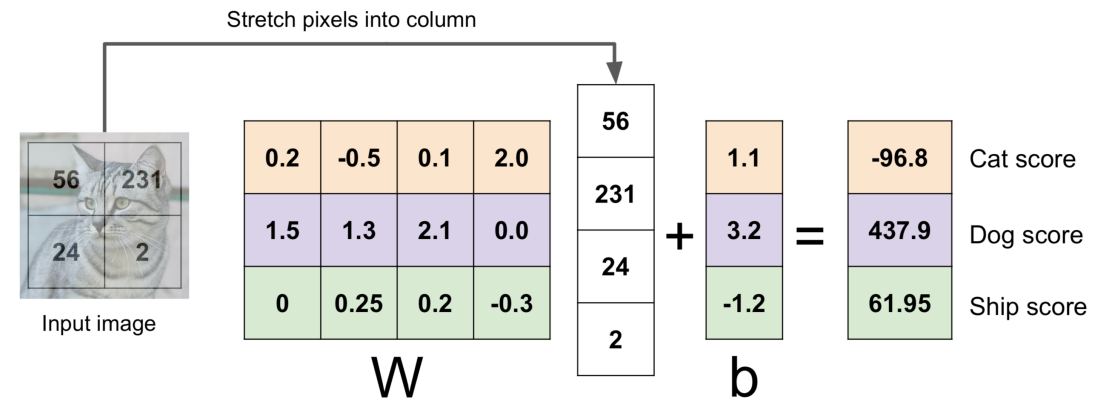 Stretch pixels into column
56 231
24 2
Input image
0.2 -0.5 0.1 2.0
1.5 1.3 2.1 0.0
0 0.25 0.2 -0.3
W
56
231
24
2
+
1.1
3.2
-1.2
b
=
-96.8 Cat score
437.9 Dog score
61.95 Ship score